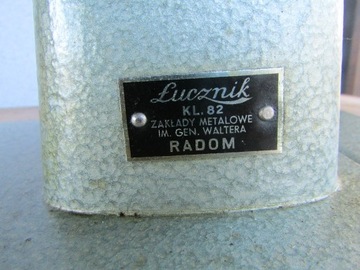 Łucznik
KL. 82
ZAKŁADY METALOWE
IM. GEN. WALTERA
RADOM